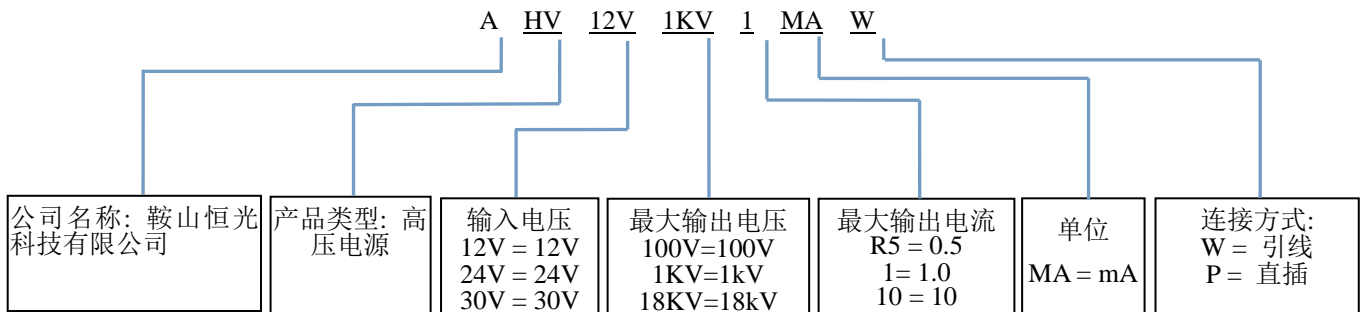 A HV 12V 1KV 1 MA W
公司名称: 鞍山恒光
科技有限公司
产品类型: 高
压电源
输入电压
12V = 12V
24V = 24V
30V = 30V
最大输出电压
100V=100V
1KV=1kV
18KV=18kV
最大输出电流
R5 = 0.5
1= 1.0
10 = 10
单位
MA = mA
连接方式:
W = 引线
P = 直插